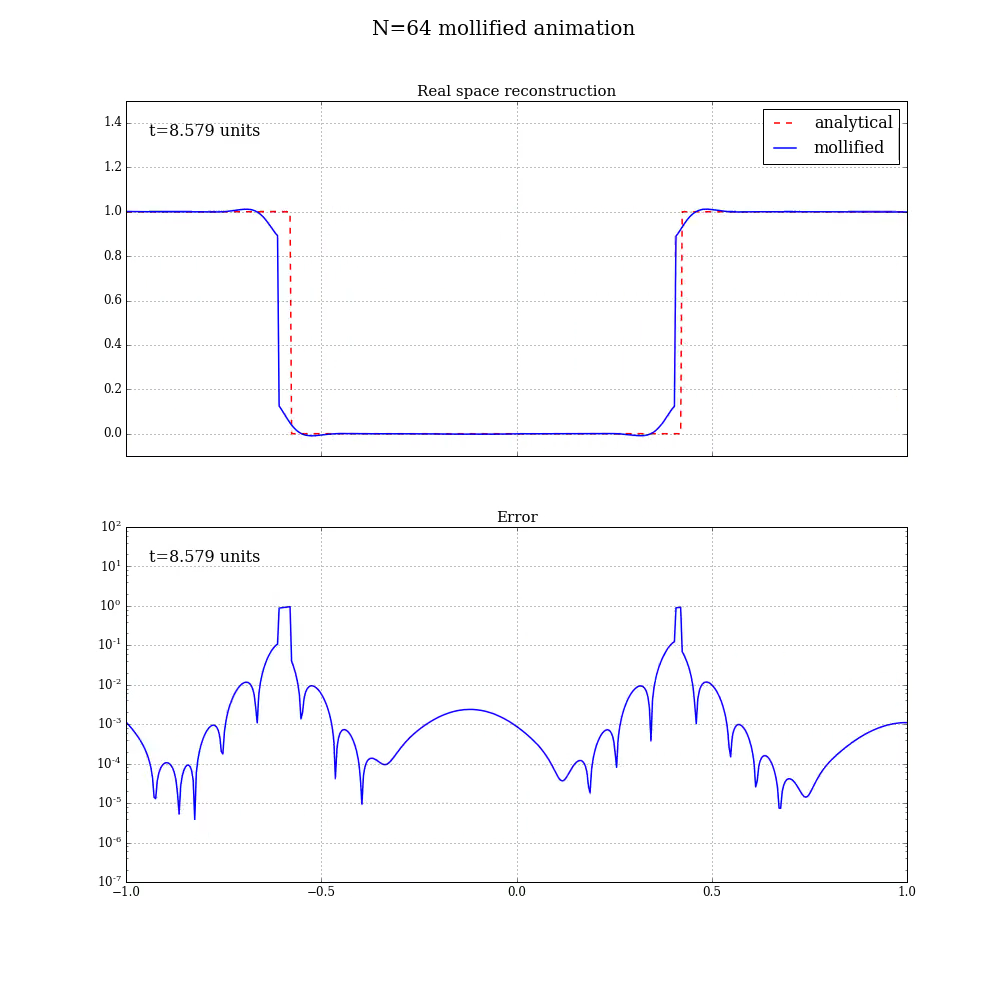 N=64 mollified animation
Real space reconstruction
t=8.579 units
analytical
mollified
1.4
1.2
1.0
0.8
0.6
0.4
0.2
0.0
Error
t=8.579 units
10²
10¹
10⁰
10⁻¹
10⁻²
10⁻³
10⁻⁴
10⁻⁵
10⁻⁶
10⁻⁷
−1.0 −0.5 0.0 0.5 1.0